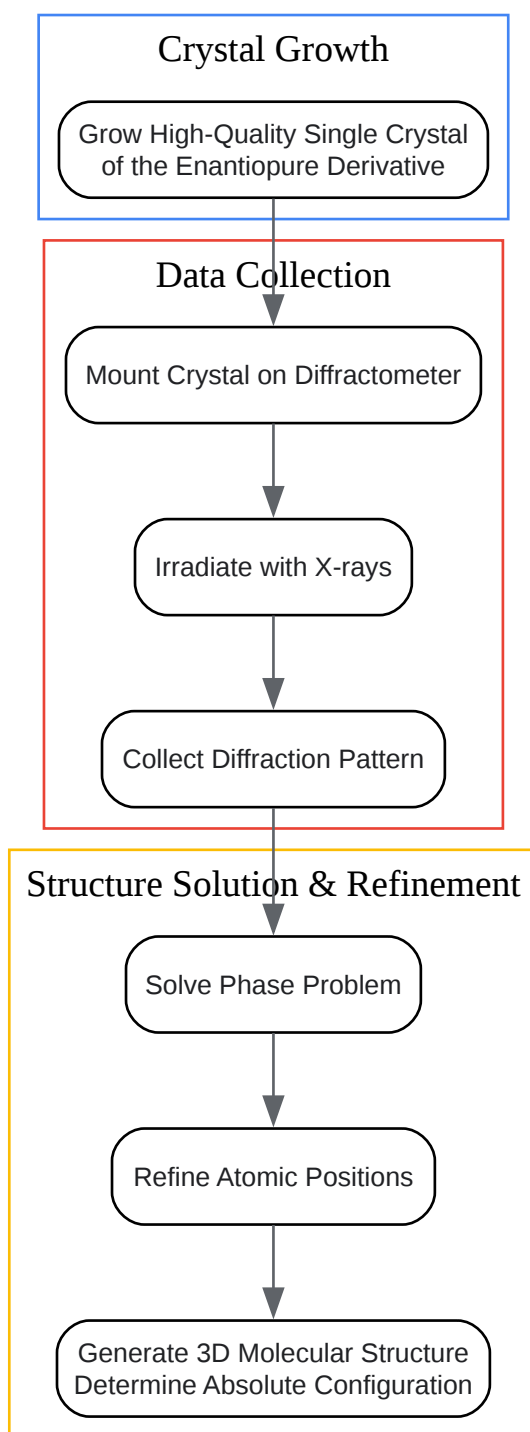 Crystal Growth
Grow High-Quality Single Crystal
of the Enantiopure Derivative
Data Collection
Mount Crystal on Diffractometer
Irradiate with X-rays
Collect Diffraction Pattern
Structure Solution & Refinement
Solve Phase Problem
Refine Atomic Positions
Generate 3D Molecular Structure
Determine Absolute Configuration